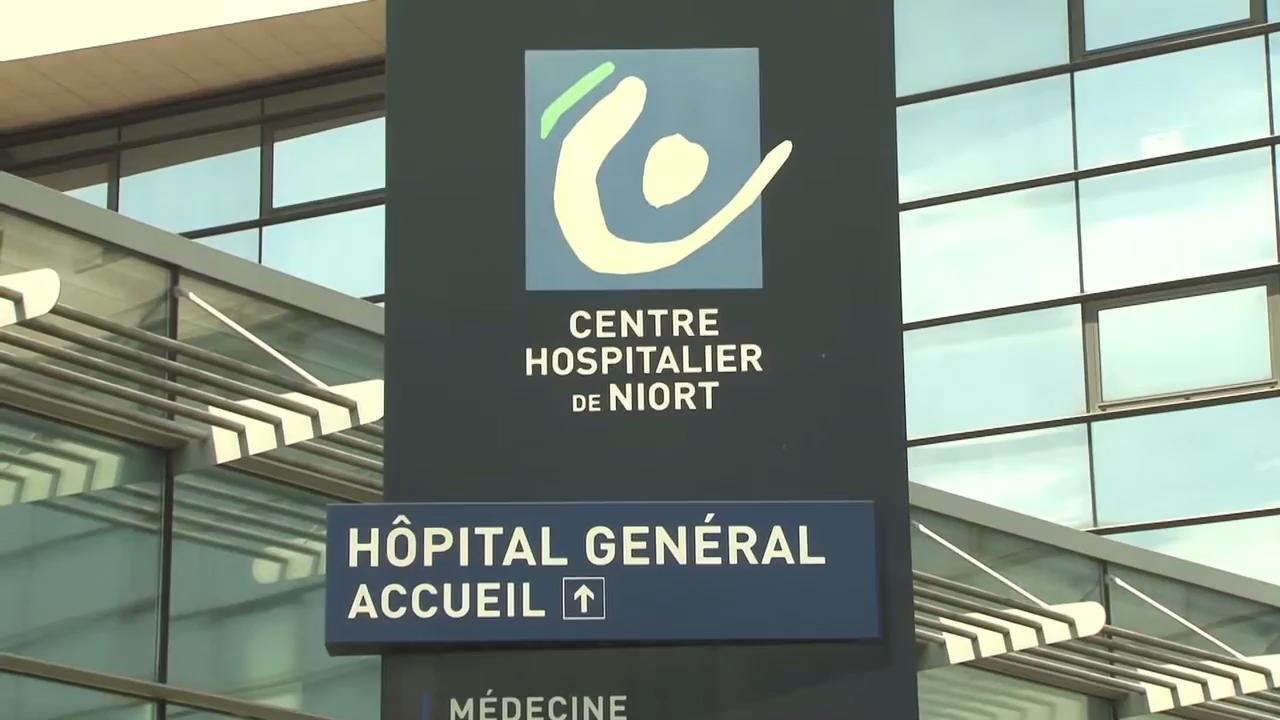 CENTRE
HOSPITALIER
DE NIORT
HÔPITAL GENÉRAL
ACCUEIL
MÉDECINE